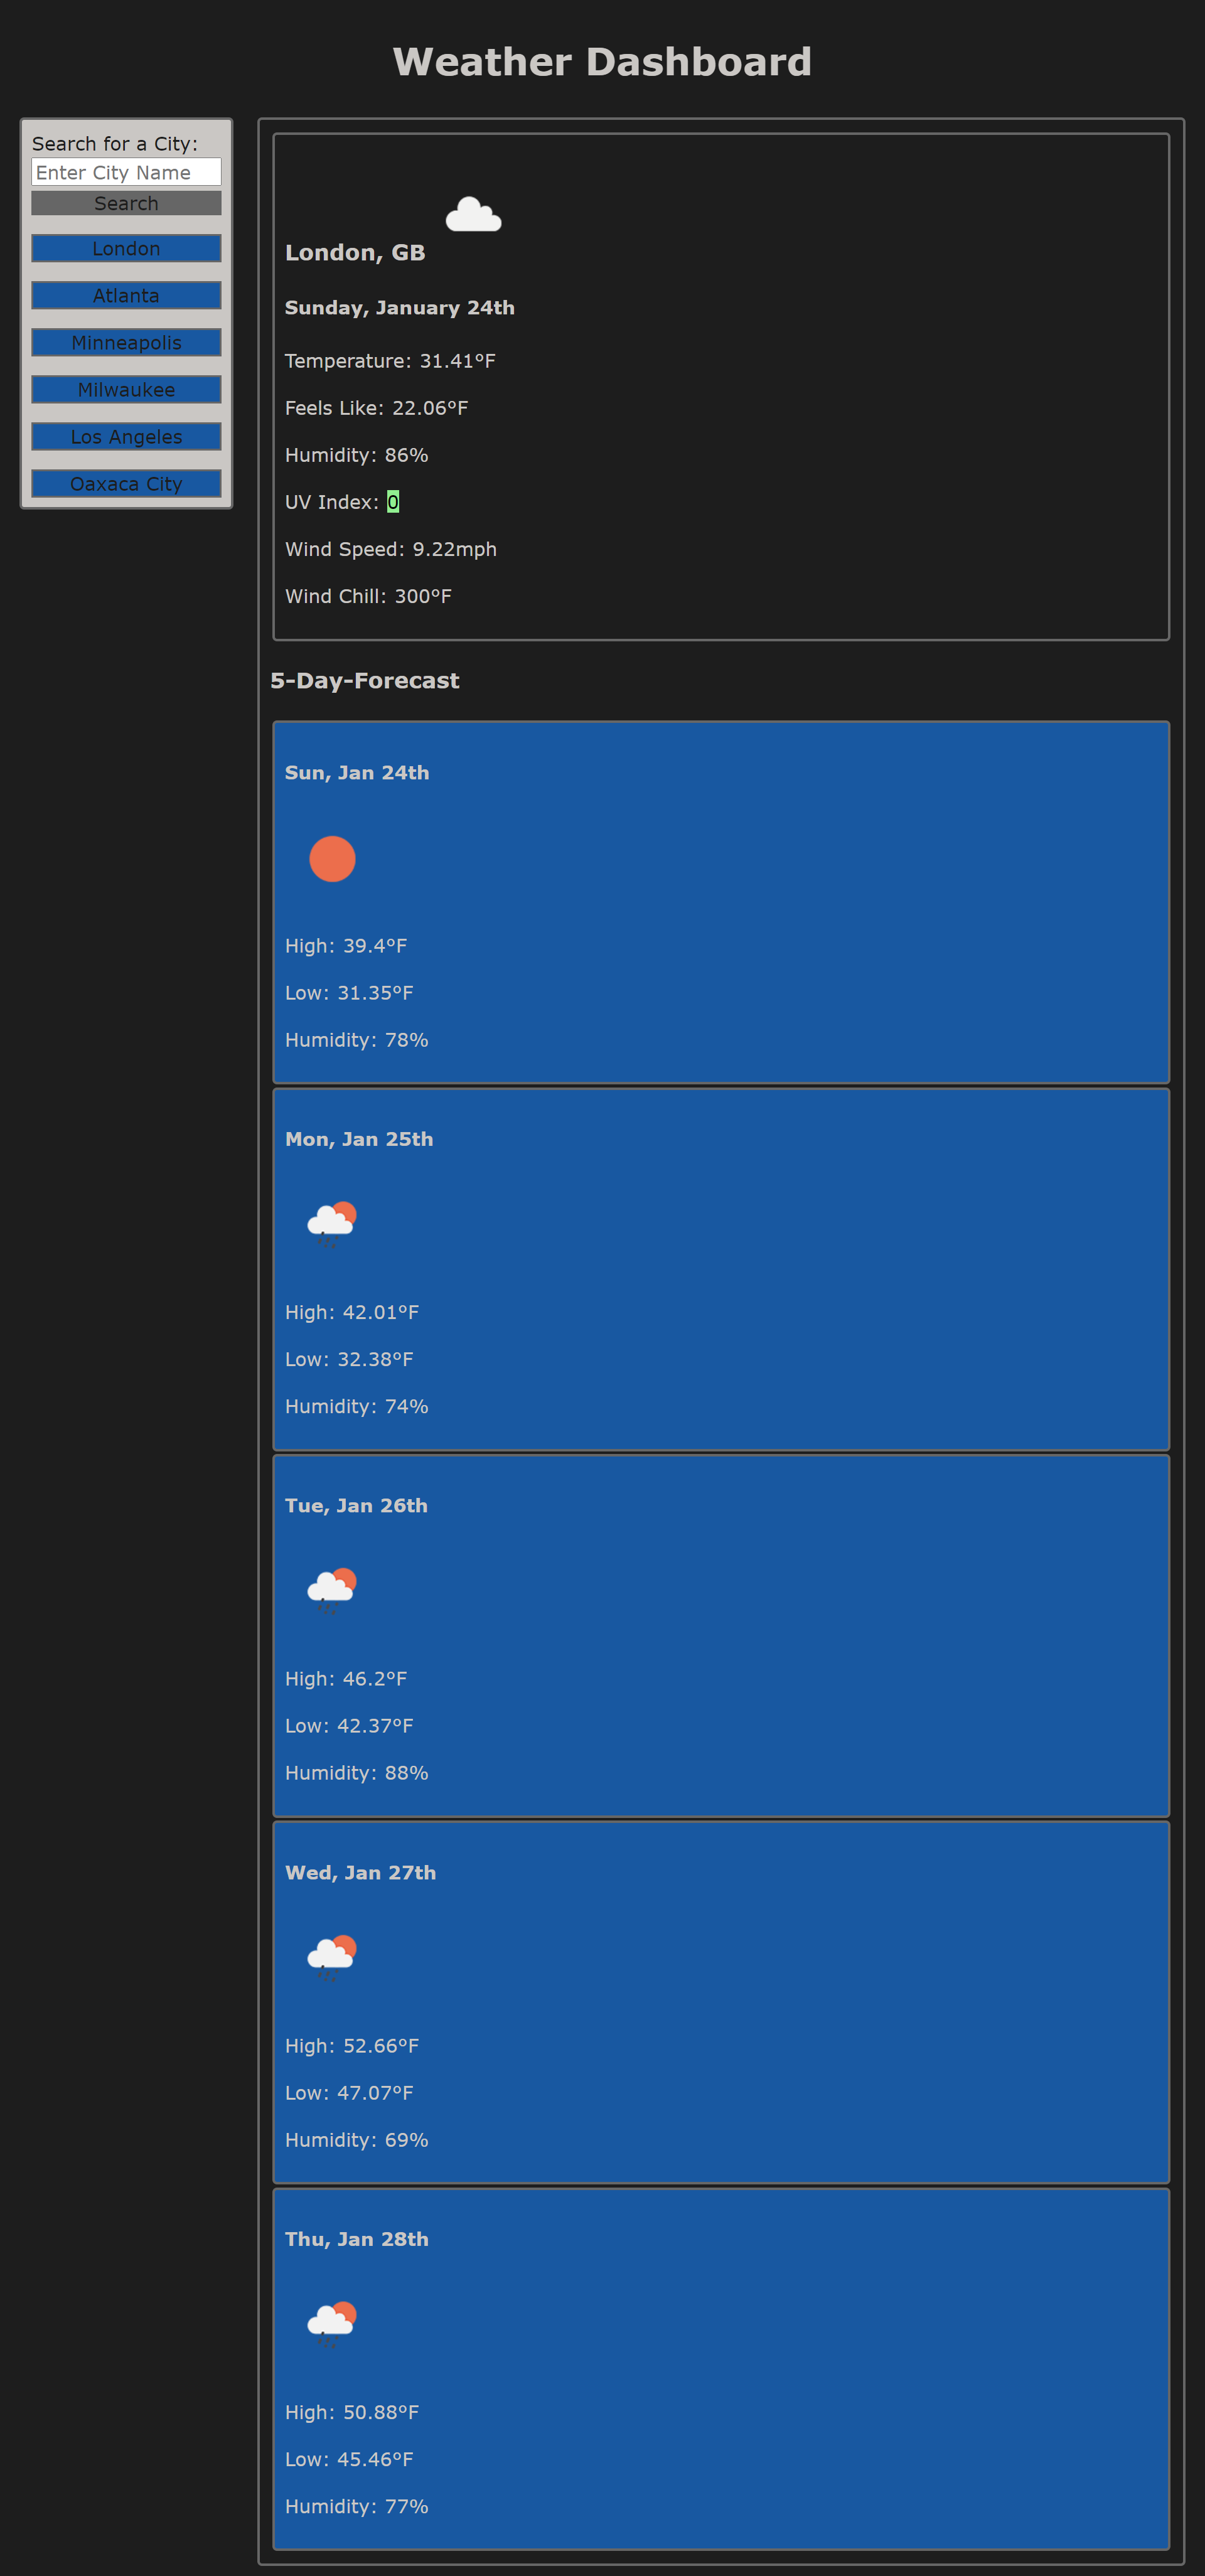 Weather Dashboard
Search for a City:
Enter City Name
Search
London
Atlanta
Minneapolis
Milwaukee
Los Angeles
Oaxaca City
London, GB
Sunday, January 24th
Temperature: 31.41°F
Feels Like: 22.06°F
Humidity: 86%
UV Index: 0
Wind Speed: 9.22mph
Wind Chill: 300°F
5-Day-Forecast
Sun, Jan 24th
High: 39.4°F
Low: 31.35°F
Humidity: 78%
Mon, Jan 25th
High: 42.01°F
Low: 32.38°F
Humidity: 74%
Tue, Jan 26th
High: 46.2°F
Low: 42.37°F
Humidity: 88%
Wed, Jan 27th
High: 52.66°F
Low: 47.07°F
Humidity: 69%
Thu, Jan 28th
High: 50.88°F
Low: 45.46°F
Humidity: 77%